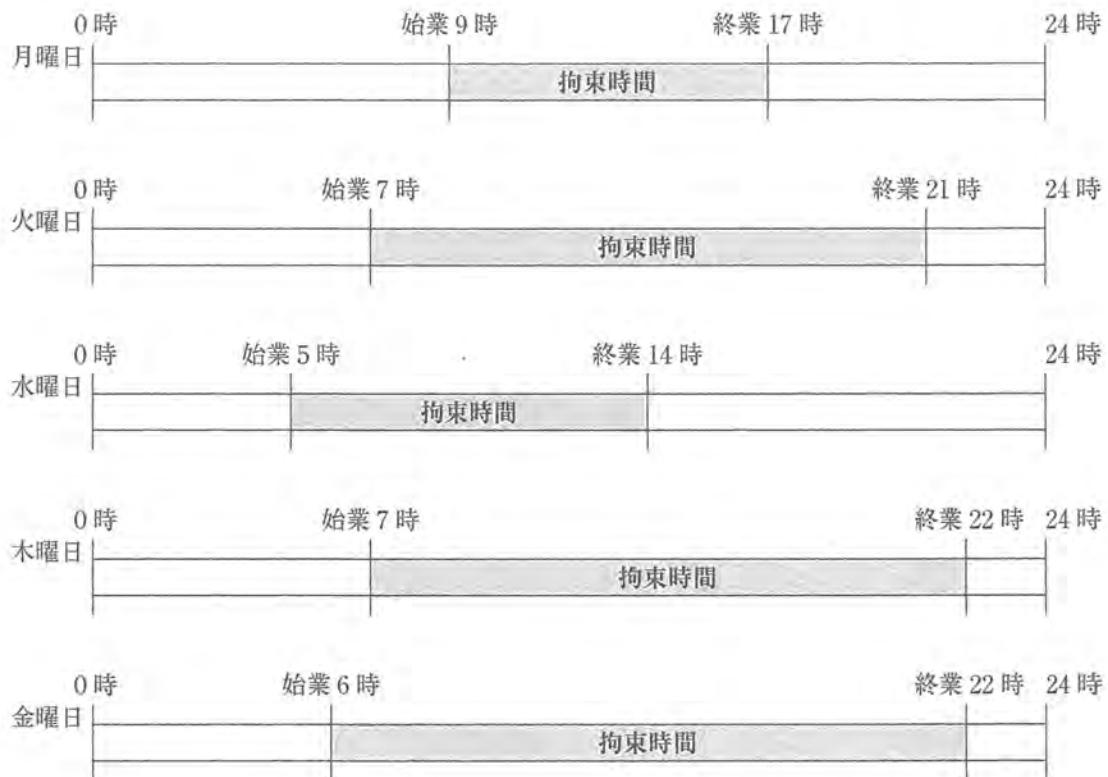 0時 始業9時 終業17時 24時
月曜日
拘束時間
0時 始業7時 終業21時 24時
火曜日
拘束時間
0時 始業5時 終業14時 24時
水曜日
拘束時間
0時 始業7時 終業22時 24時
木曜日
拘束時間
0時 始業6時 終業22時 24時
金曜日
拘束時間